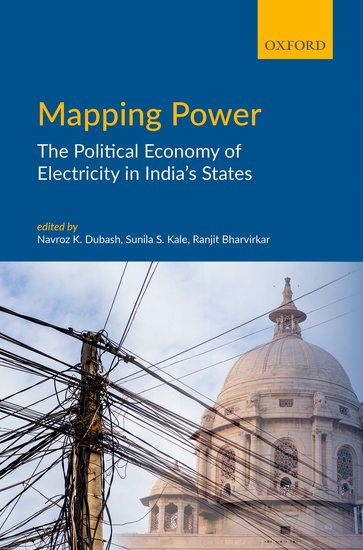 OXFORD
Mapping Power
The Political Economy of
Electricity in India's States
edited by
Navroz K. Dubash, Sunila S. Kale, Ranjit Bharvirkar